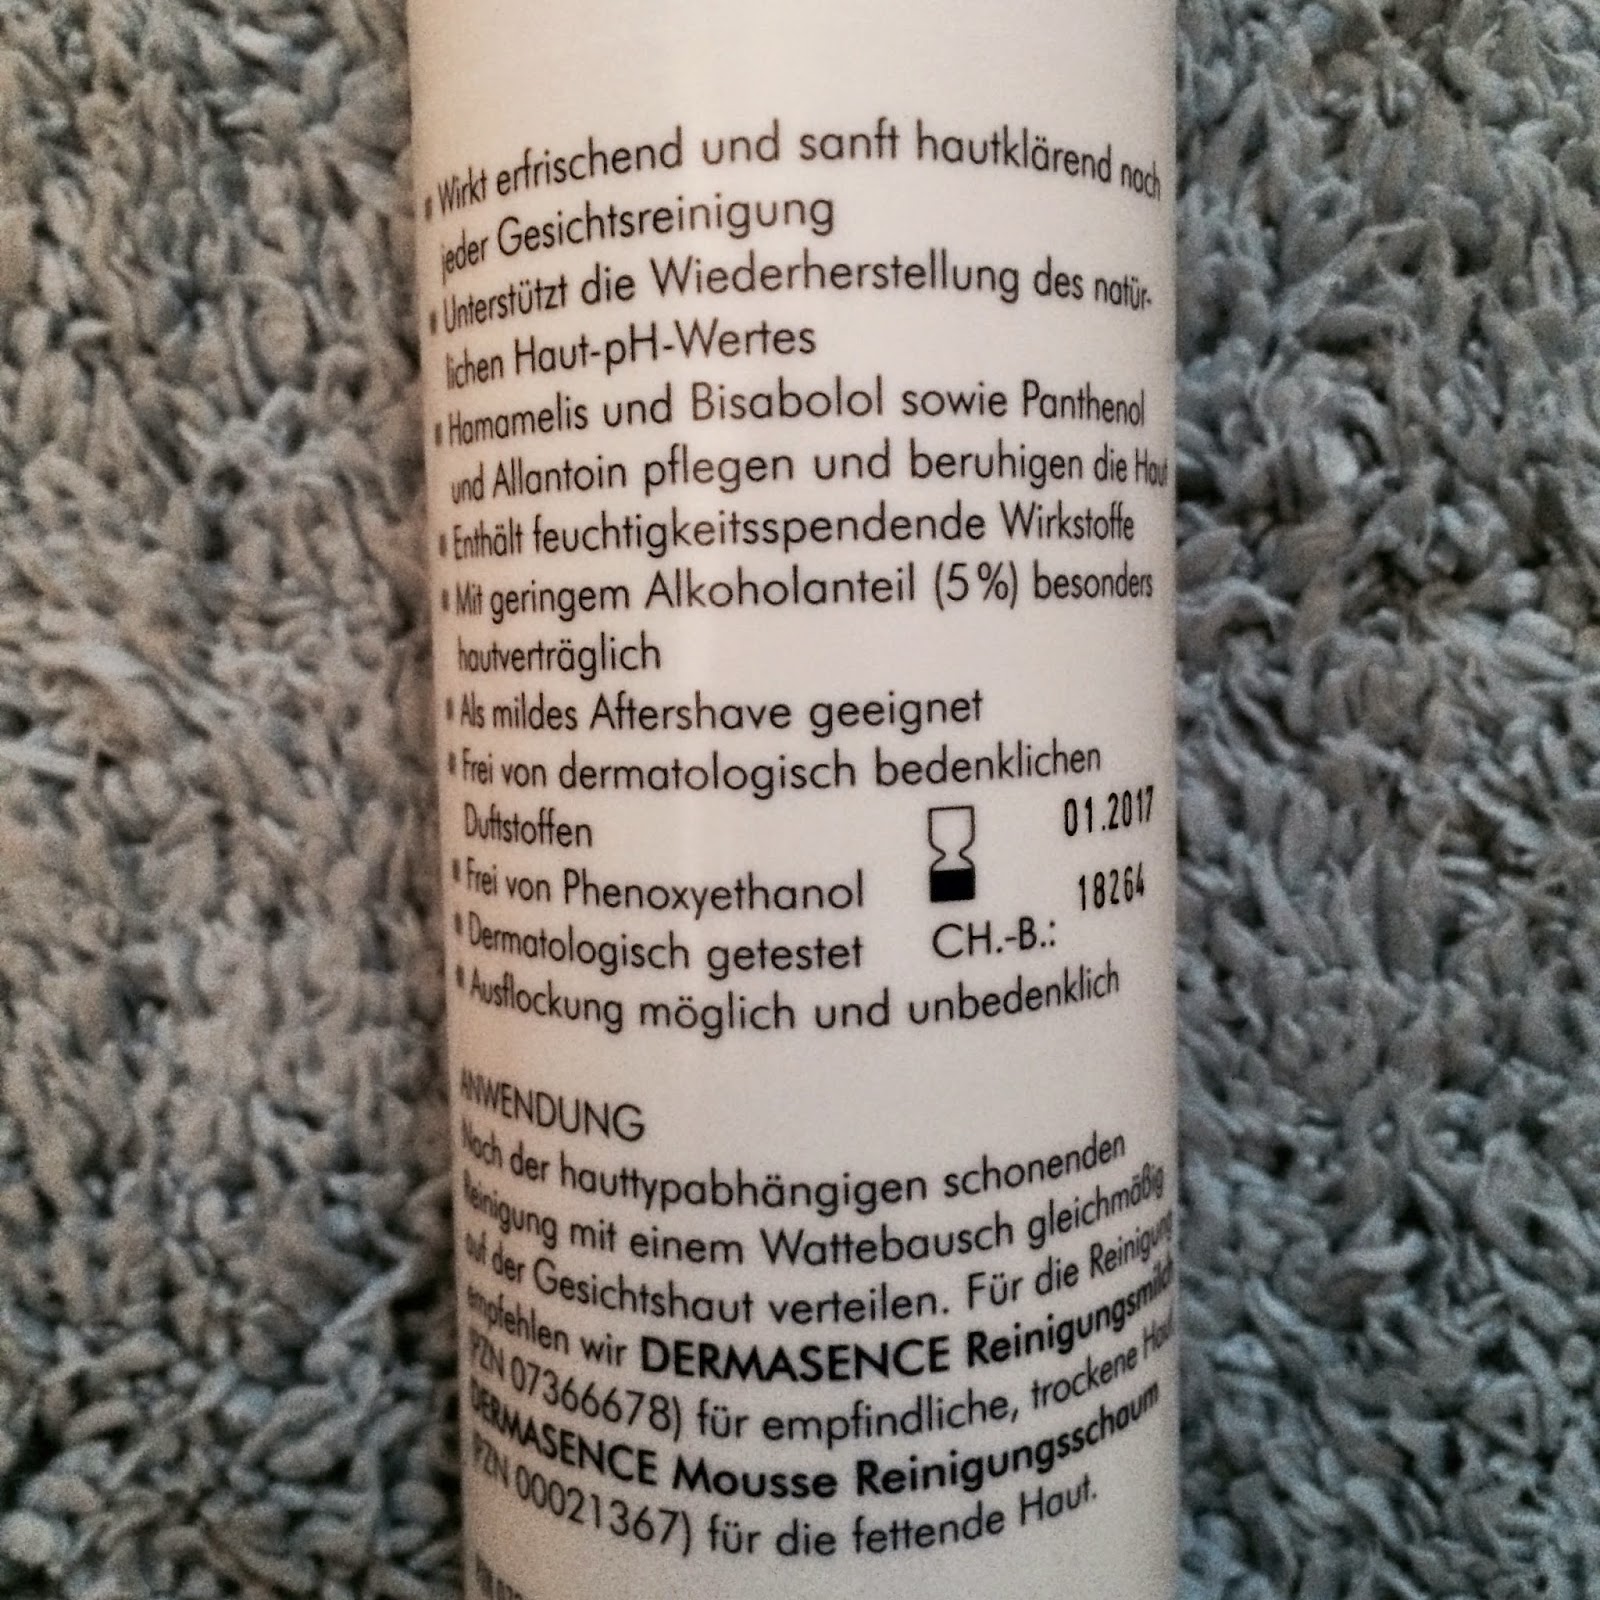 Wirkt erfrischend und sanft hautklärend nach
jeder Gesichtsreinigung
Unterstützt die Wiederherstellung des natür-
lichen Haut-pH-Wertes
Hamamelis und Bisabolol sowie Panthenol
und Allantoin pflegen und beruhigen die Haut
Enthält feuchtigkeitsspendende Wirkstoffe
Mit geringem Alkoholanteil (5%) besonders
hautverträglich
Als mildes Aftershave geeignet
Frei von dermatologisch bedenklichen
Duftstoffen
01.2017
Frei von Phenoxyethanol
18264
Dermatologisch getestet
CH.-B.:
Ausflockung möglich und unbedenklich
ANWENDUNG
Nach der hauttypabhängigen schonenden
Reinigung mit einem Wattebausch gleichmäßig
auf der Gesichtshaut verteilen. Für die Reinigung
empfehlen wir DERMASENCE Reinigungsmilch
PZN 07366678) für empfindliche, trockene Haut
DERMASENCE Mousse Reinigungsschaum
PZN 00021367) für die fettende Haut.